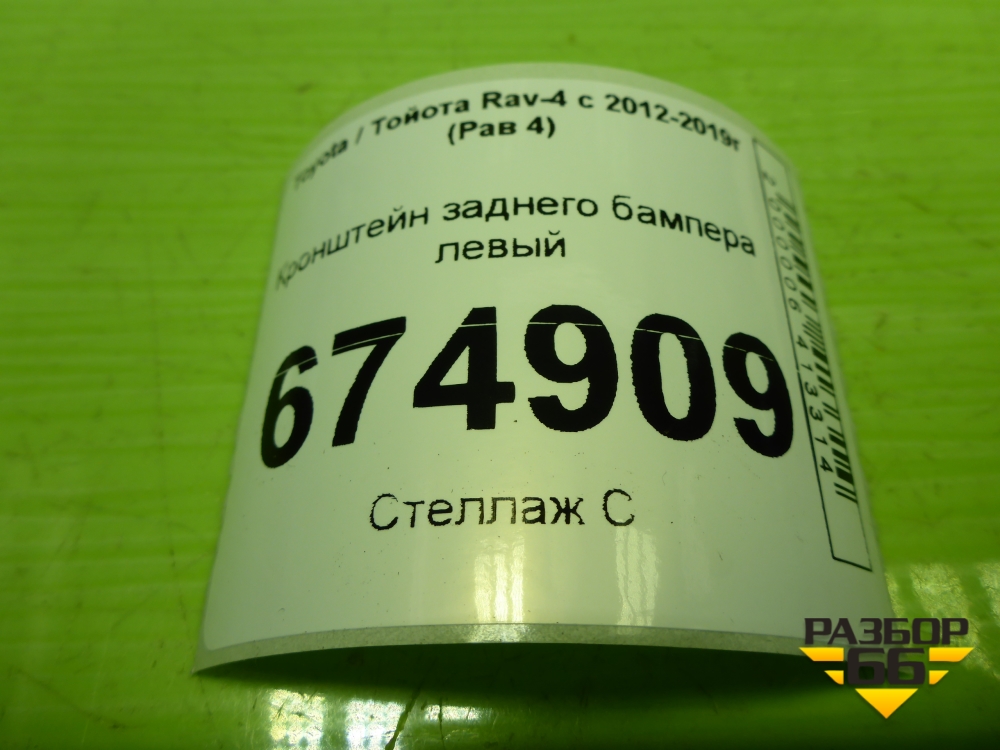 Toyota / Тойота Rav-4 с 2012-2019г
(Рав 4)
Кронштейн заднего бампера
левый
674909
Стеллаж С
2000006413314
РАЗБОР
66